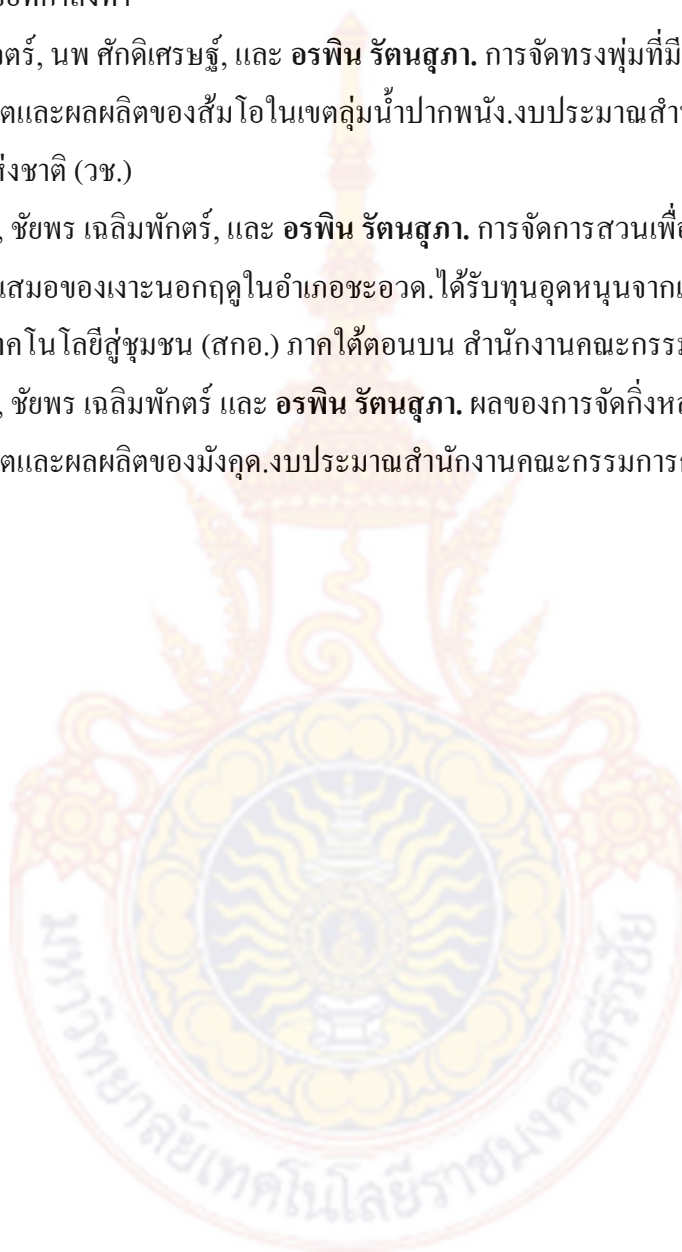 ตร์, นพ ศักดิเศรษฐ์, และ อรพิน รัตนสุภา. การจัดทรงพุ่มที่มี
ตและผลผลิตของส้มโอในเขตลุ่มน้ำปากพนัง.งบประมาณสำ
ห่งชาติ (วช.)
, ชัยพร เฉลิมพักตร์, และ อรพิน รัตนสุภา. การจัดการสวนเพื่อ
เสมอของเงาะนอกฤดูในอำเภอชะอวด.ได้รับทุนอุดหนุนจาก
ทคโนโลยีสู่ชุมชน (สกอ.) ภาคใต้ตอนบน สำนักงานคณะกรรม
, ชัยพร เฉลิมพักตร์ และ อรพิน รัตนสุภา. ผลของการจัดกิ่ง
ตและผลผลิตของมังคุด.งบประมาณสำนักงานคณะกรรมการ
มหาวิทยาลัยเทคโนโลยีราชมงคลศรีวิชัย